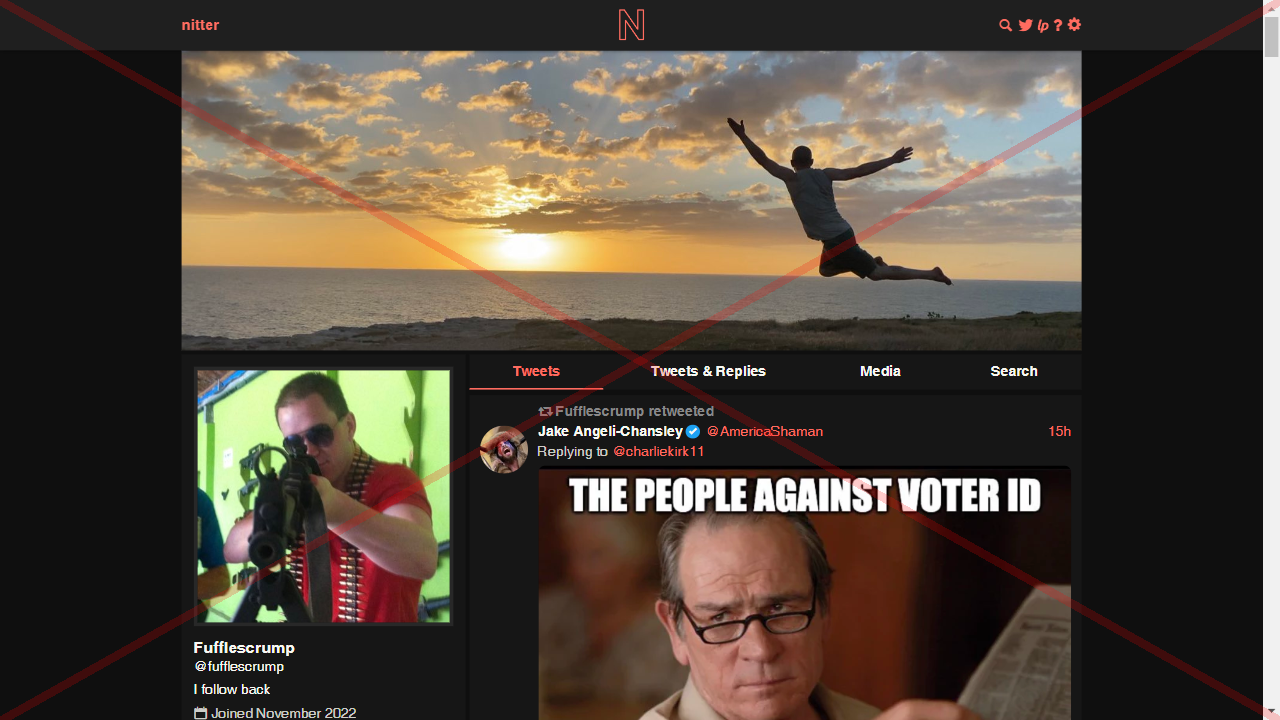 nitter
N
lp ?
Tweets
Tweets & Replies
Media
Search
Fufflescrump retweeted
Jake Angeli-Chansley @AmericaShaman 15h
Replying to @charliekirk11
THE PEOPLE AGAINST VOTER ID
Fufflescrump
@fufflescrump
I follow back
Joined November 2022